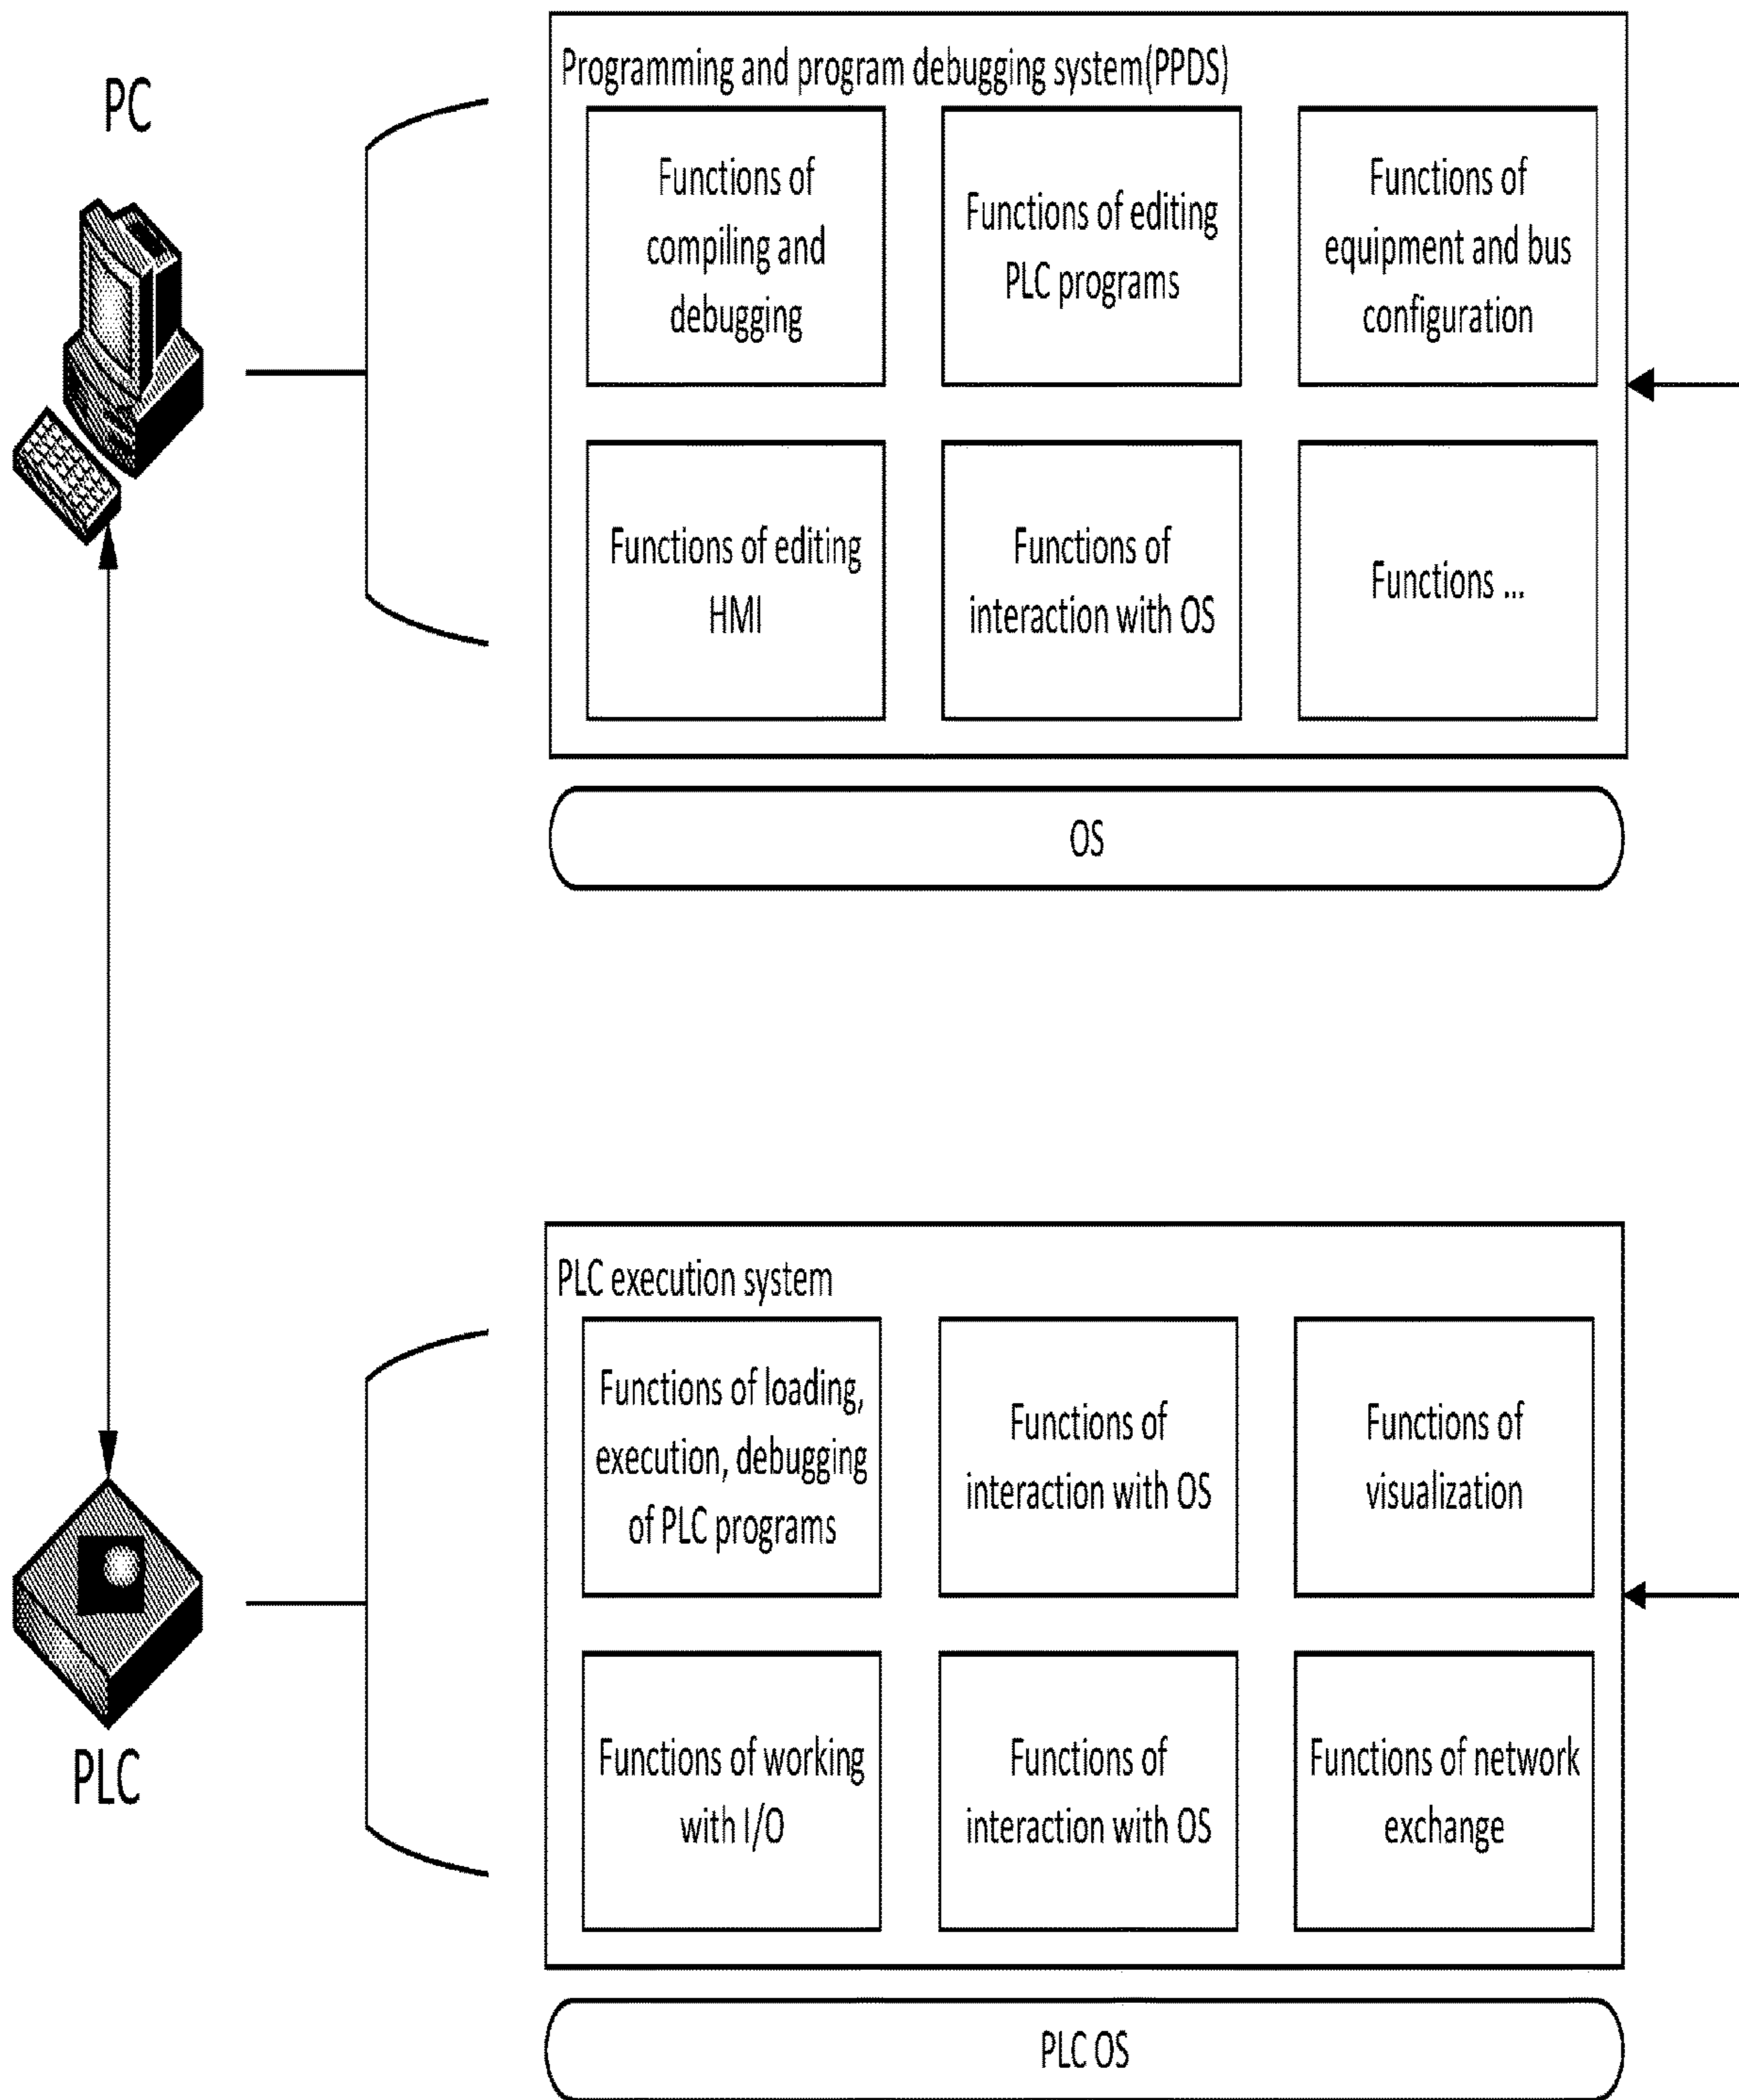 PC
Programming and program debugging system(PPDS)
Functions of
compiling and
debugging
Functions of editing
PLC programs
Functions of
equipment and bus
configuration
Functions of editing
HMI
Functions of
interaction with OS
Functions ...
OS
PLC execution system
Functions of loading,
execution, debugging
of PLC programs
Functions of
interaction with OS
Functions of
visualization
Functions of working
with I/O
Functions of
interaction with OS
Functions of network
exchange
PLC
PLC OS